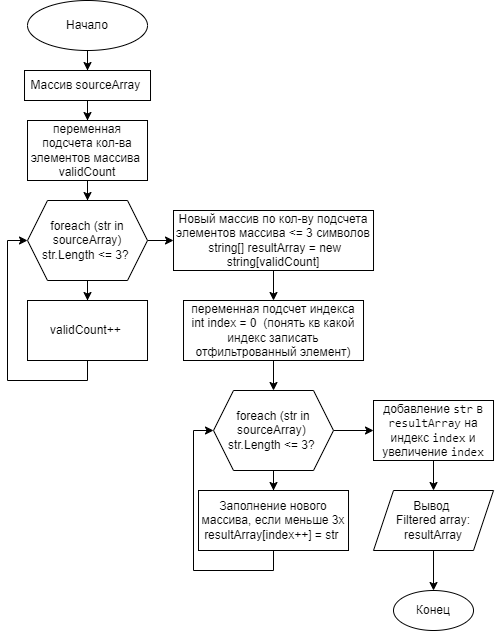 Начало
Массив sourceArray
переменная
подсчета кол-ва
элементов массива
validCount
foreach (str in
sourceArray)
str.Length <= 3?
validCount++
Новый массив по кол-ву подсчета
элементов массива <= 3 символов
string[] resultArray = new
string[validCount]
переменная подсчет индекса
int index = 0 (понять кв какой
индекс записать
отфильтрованный элемент)
foreach (str in
sourceArray)
str.Length <= 3?
Заполнение нового
массива, если меньше 3х
resultArray[index++] = str
добавление str в
resultArray на
индекс index и
увеличение index
Вывод
Filtered array:
resultArray
Конец